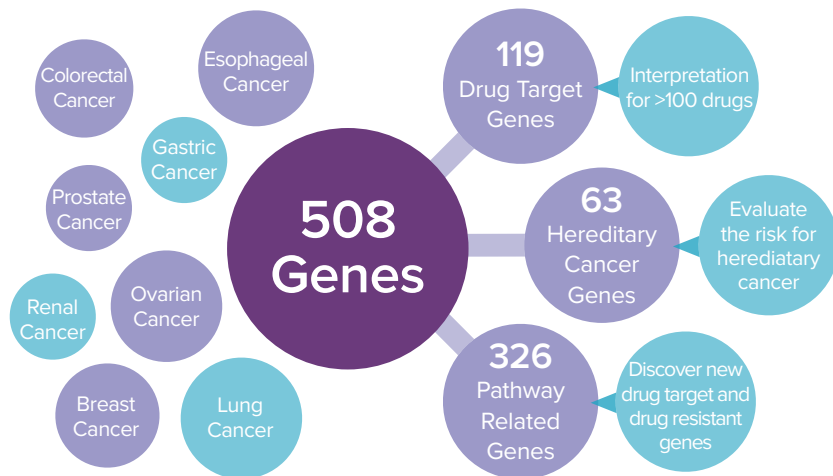 Colorectal
Cancer
Esophageal
Cancer
Gastric
Cancer
Prostate
Cancer
Renal
Cancer
Ovarian
Cancer
Breast
Cancer
Lung
Cancer
508
Genes
119
Drug Target
Genes
Interpretation
for >100 drugs
63
Hereditary
Cancer
Genes
Evaluate
the risk for
herediatary
cancer
326
Pathway
Related
Genes
Discover new
drug target and
drug resistant
genes